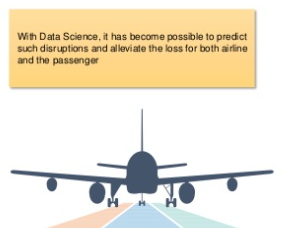 With Data Science, it has become possible to predict
such disruptions and alleviate the loss for both airline
and the passenger